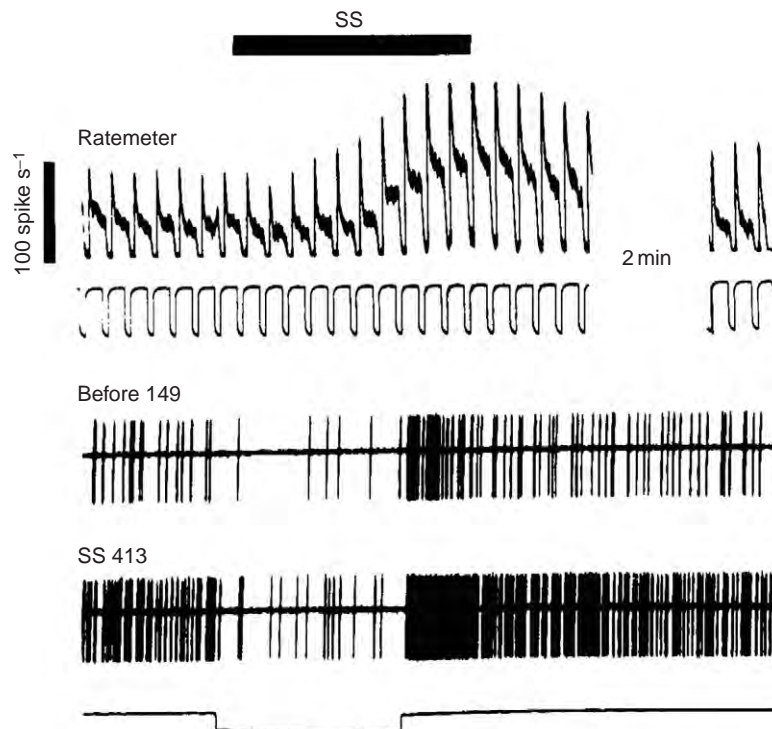 SS
Ratemeter
100 spike s⁻¹
2 min
Before 149
SS 413